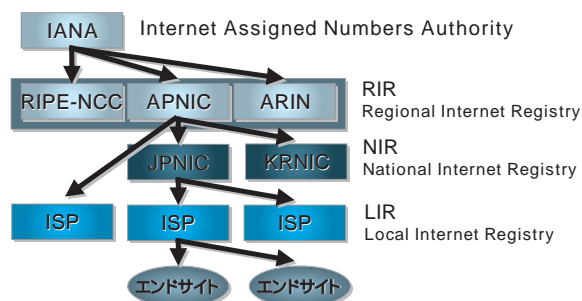 IANA Internet Assigned Numbers Authority
RIPE-NCC APNIC ARIN
RIR
Regional Internet Registry
JPNIC KRNIC
NIR
National Internet Registry
ISP ISP ISP
LIR
Local Internet Registry
エンドサイト エンドサイト